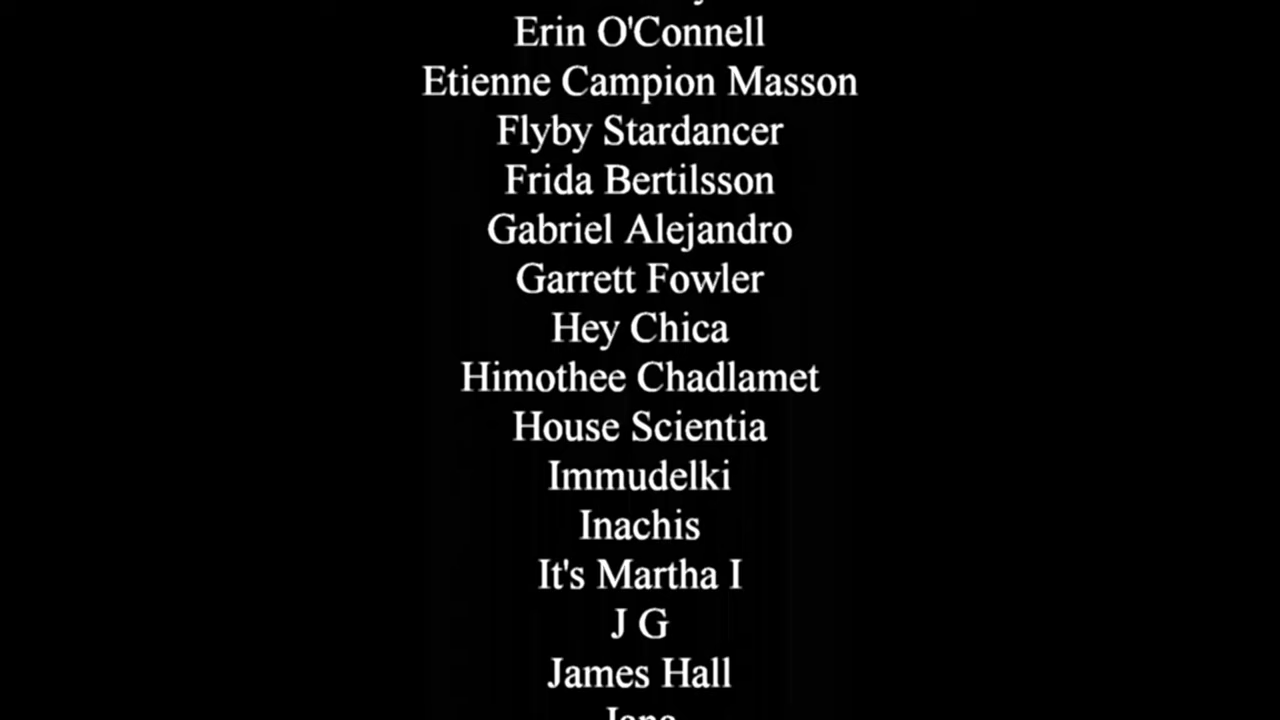 Erin O'Connell
Etienne Campion Masson
Flyby Stardancer
Frida Bertilsson
Gabriel Alejandro
Garrett Fowler
Hey Chica
Himothee Chadlamet
House Scientia
Immudelki
Inachis
It's Martha I
J G
James Hall